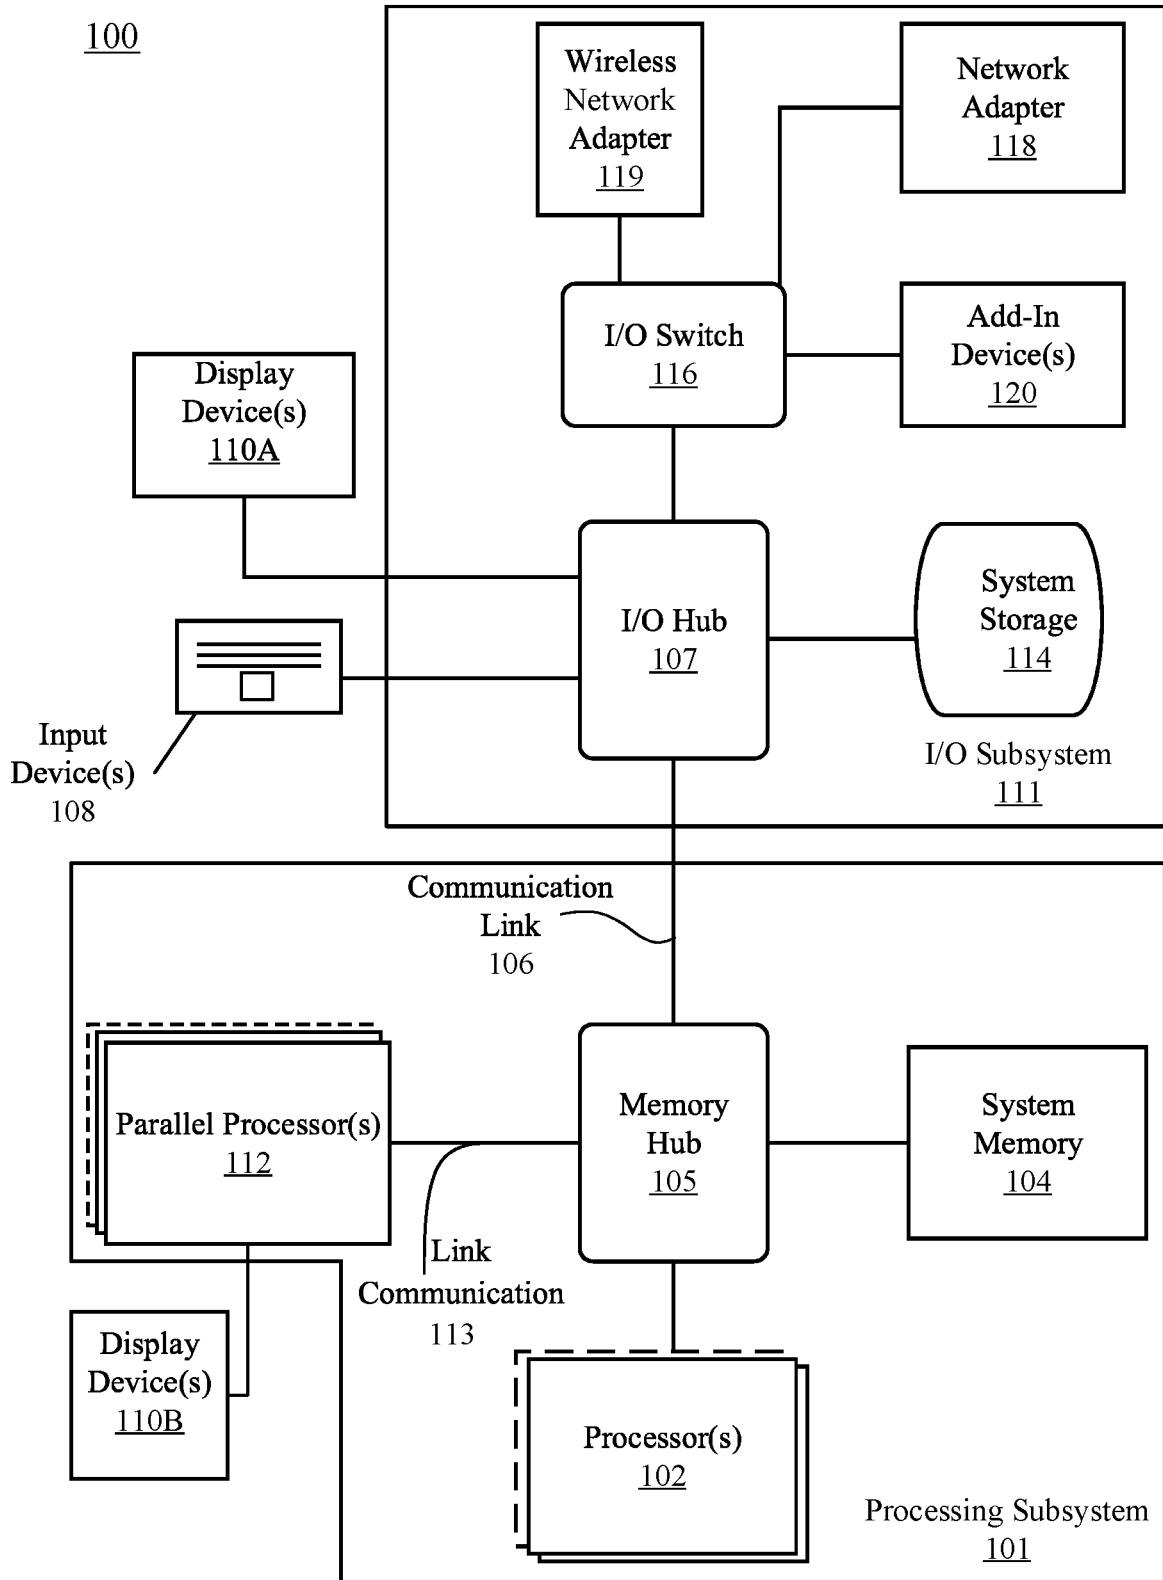 100
Wireless
Network
Adapter
119
Network
Adapter
118
I/O Switch
116
Add-In
Device(s)
120
Display
Device(s)
110A
I/O Hub
107
System
Storage
114
Input
Device(s)
108
I/O Subsystem
111
Communication
Link
106
Parallel Processor(s)
112
Memory
Hub
105
System
Memory
104
Link
Communication
113
Display
Device(s)
110B
Processor(s)
102
Processing Subsystem
101